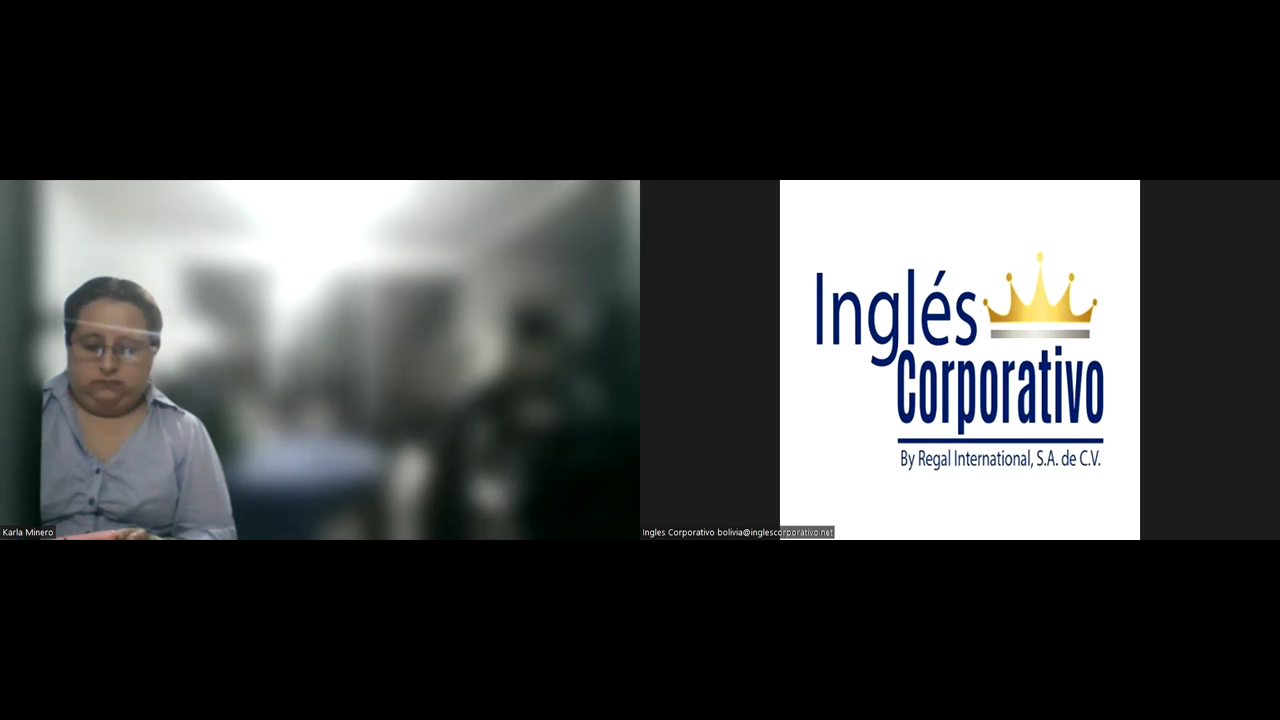 Inglés
Corporativo
By Regal International, S.A. de C.V.
Karla Minero
Ingles Corporativo bolivia@inglescorporativo.net